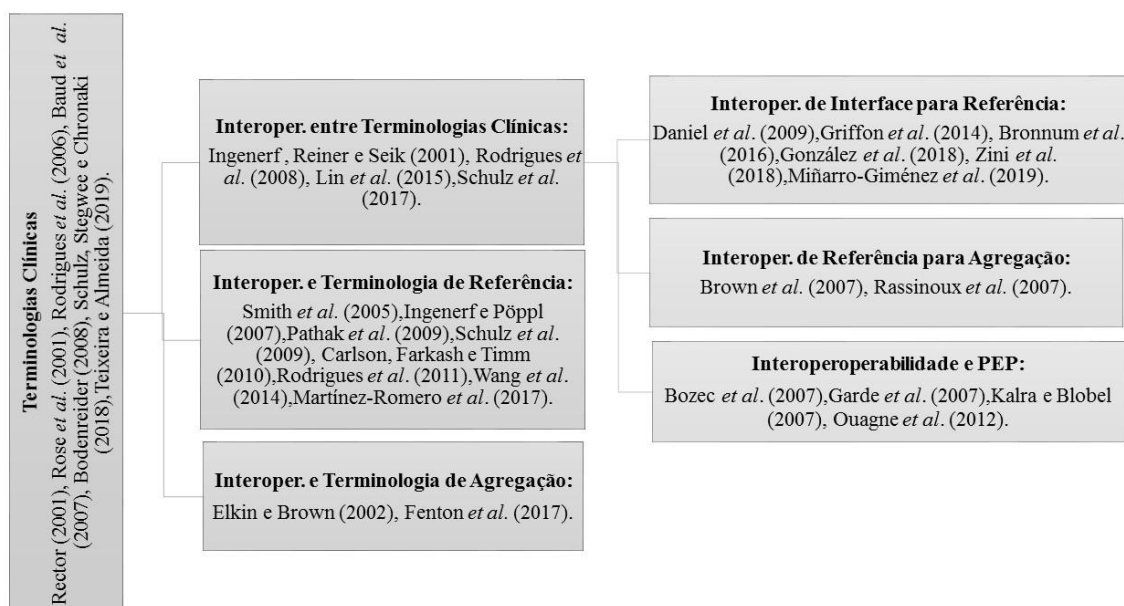 Terminologias Clínicas
Rector (2001), Rose et al. (2001), Rodrigues et al. (2006), Baud et al.
(2007), Bodenreider (2008), Schulz, Stegwee e Chronaki
(2018),Teixeira e Almeida (2019).
Interoper. entre Terminologias Clínicas:
Ingenerf , Reiner e Seik (2001), Rodrigues et
al. (2008), Lin et al. (2015),Schulz et al.
(2017).
Interoper. e Terminologia de Referência:
Smith et al. (2005),Ingenerf e Pöppl
(2007),Pathak et al. (2009),Schulz et al.
(2009), Carlson, Farkash e Timm
(2010),Rodrigues et al. (2011),Wang et al.
(2014),Martínez-Romero et al. (2017).
Interoper. e Terminologia de Agregação:
Elkin e Brown (2002), Fenton et al. (2017).
Interoper. de Interface para Referência:
Daniel et al. (2009),Griffon et al. (2014), Bronnum et al.
(2016),González et al. (2018), Zini et al.
(2018),Miñarro-Giménez et al. (2019).
Interoper. de Referência para Agregação:
Brown et al. (2007), Rassinoux et al. (2007).
Interoperoperabilidade e PEP:
Bozec et al. (2007),Garde et al. (2007),Kalra e Blobel
(2007), Ouagne et al. (2012).